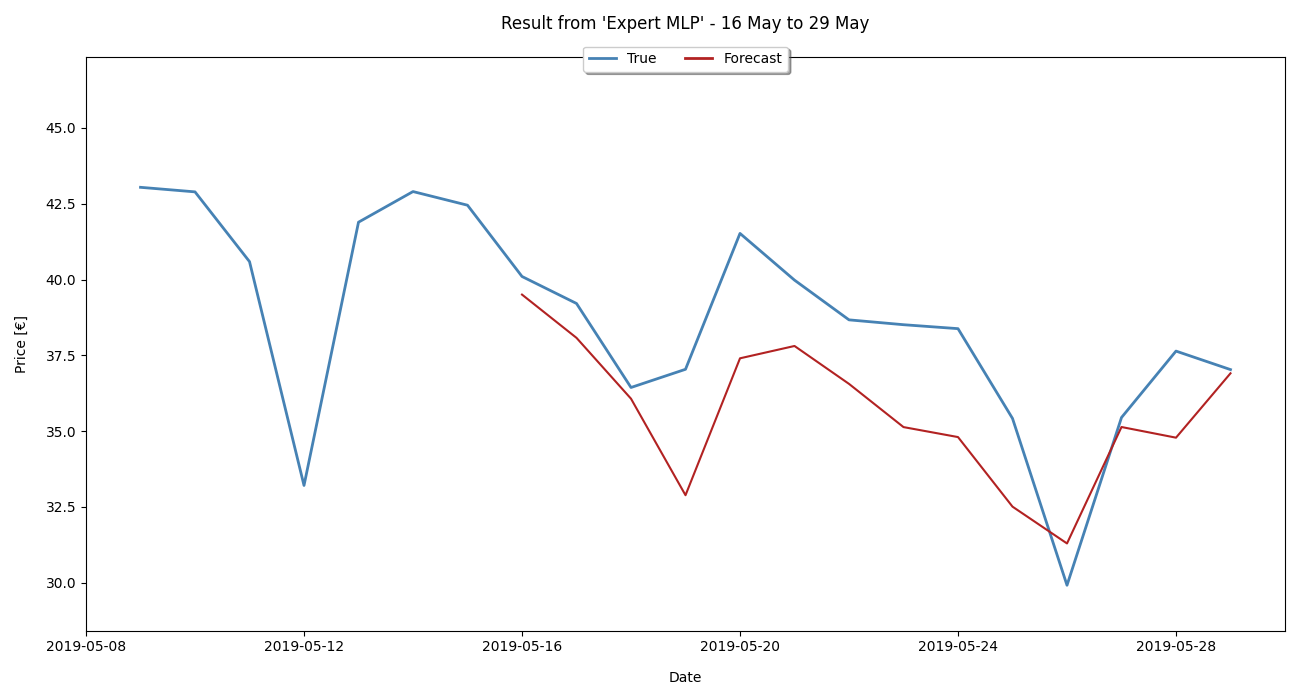 Result from 'Expert MLP' - 16 May to 29 May
True
Forecast
45.0
42.5
40.0
37.5
35.0
32.5
30.0
Price [€]
2019-05-08
2019-05-12
2019-05-16
2019-05-20
2019-05-24
2019-05-28
Date